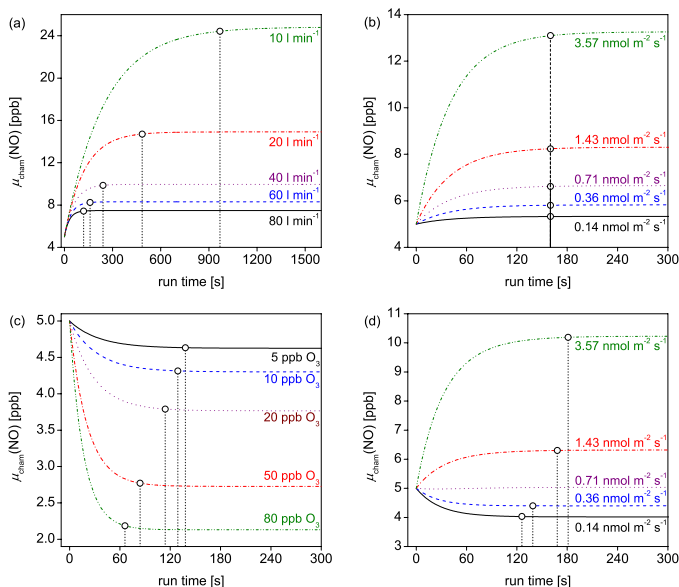 (a)
μcham(NO) [ppb]
24
20
16
12
8
4
10 l min-1
20 l min-1
40 l min-1
60 l min-1
80 l min-1
0 300 600 900 1200 1500
run time [s]
(b)
μcham(NO) [ppb]
14
12
10
8
6
4
3.57 nmol m-2 s-1
1.43 nmol m-2 s-1
0.71 nmol m-2 s-1
0.36 nmol m-2 s-1
0.14 nmol m-2 s-1
0 60 120 180 240 300
run time [s]
(c)
μcham(NO) [ppb]
5.0
4.5
4.0
3.5
3.0
2.5
2.0
5 ppb O3
10 ppb O3
20 ppb O3
50 ppb O3
80 ppb O3
0 60 120 180 240 300
run time [s]
(d)
μcham(NO) [ppb]
11
10
9
8
7
6
5
4
3
3.57 nmol m-2 s-1
1.43 nmol m-2 s-1
0.71 nmol m-2 s-1
0.36 nmol m-2 s-1
0.14 nmol m-2 s-1
0 60 120 180 240 300
run time [s]